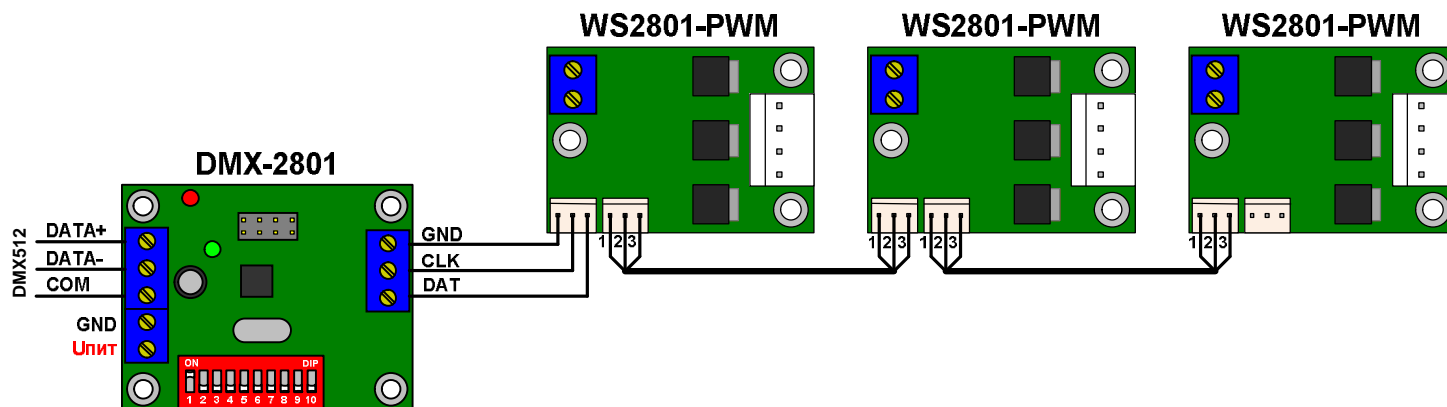 WS2801-PWM WS2801-PWM WS2801-PWM
DMX-2801
DMX512
DATA+
DATA-
COM
GND
Uпит
GND
CLK
DAT
1 2 3
1 2 3
1 2 3
1 2 3
ON DIP
1 2 3 4 5 6 7 8 9 10